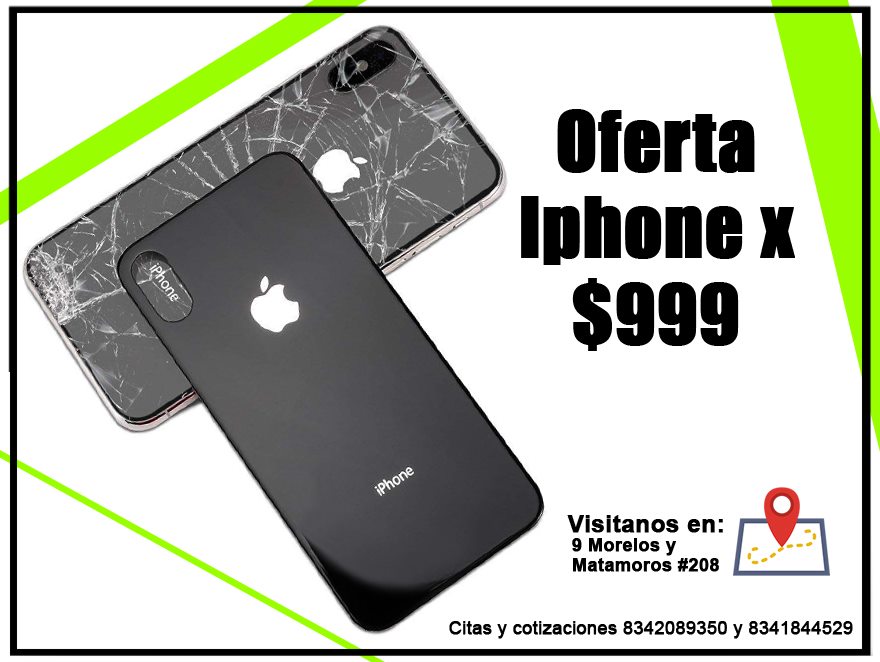 Oferta
Iphone x
$999
iPhone
iPhone
Visitanos en:
9 Morelos y
Matamoros #208
Citas y cotizaciones 8342089350 y 8341844529